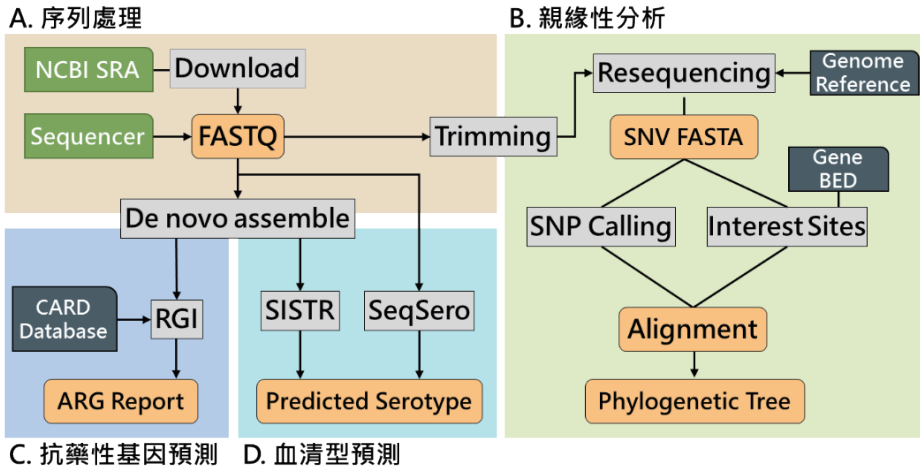 A. 序列處理
NCBI SRA
Download
Sequencer
FASTQ
Trimming
De novo assemble
B. 親緣性分析
Resequencing
Genome
Reference
SNV FASTA
Gene
BED
SNP Calling
Interest Sites
Alignment
Phylogenetic Tree
CARD
Database
RGI
ARG Report
C. 抗藥性基因預測
SISTR
SeqSero
Predicted Serotype
D. 血清型預測